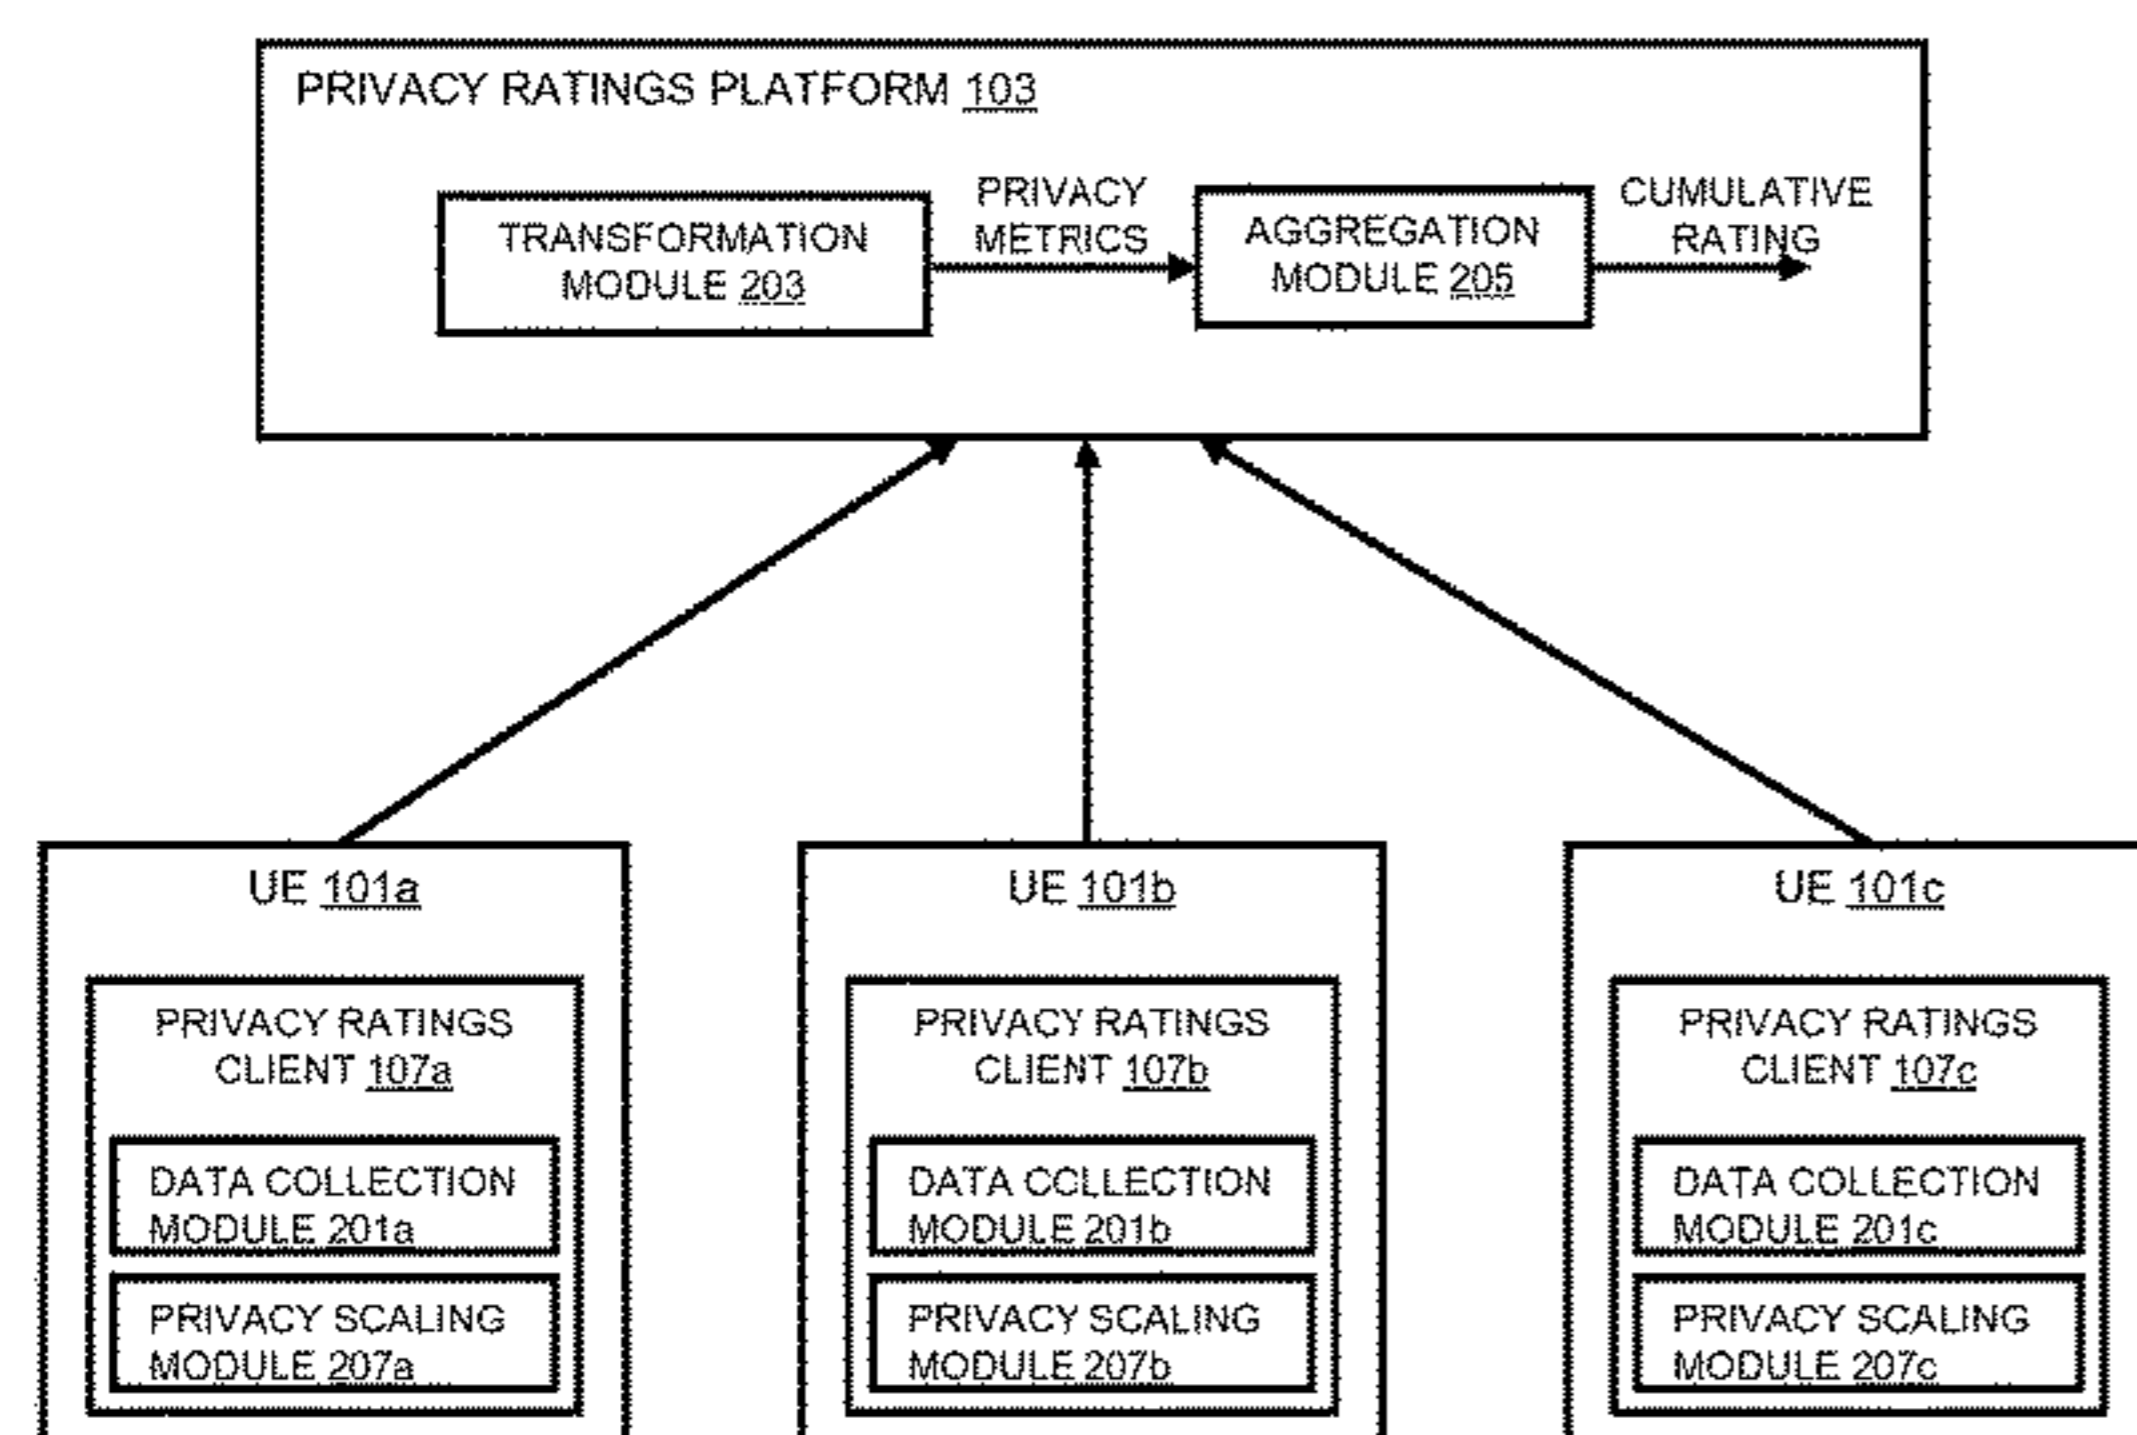 PRIVACY RATINGS PLATFORM 103
TRANSFORMATION
MODULE 203
PRIVACY
METRICS
AGGREGATION
MODULE 205
CUMULATIVE
RATING
UE 101a
PRIVACY RATINGS
CLIENT 107a
DATA COLLECTION
MODULE 201a
PRIVACY SCALING
MODULE 207a
UE 101b
PRIVACY RATINGS
CLIENT 107b
DATA COLLECTION
MODULE 201b
PRIVACY SCALING
MODULE 207b
UE 101c
PRIVACY RATINGS
CLIENT 107c
DATA COLLECTION
MODULE 201c
PRIVACY SCALING
MODULE 207c